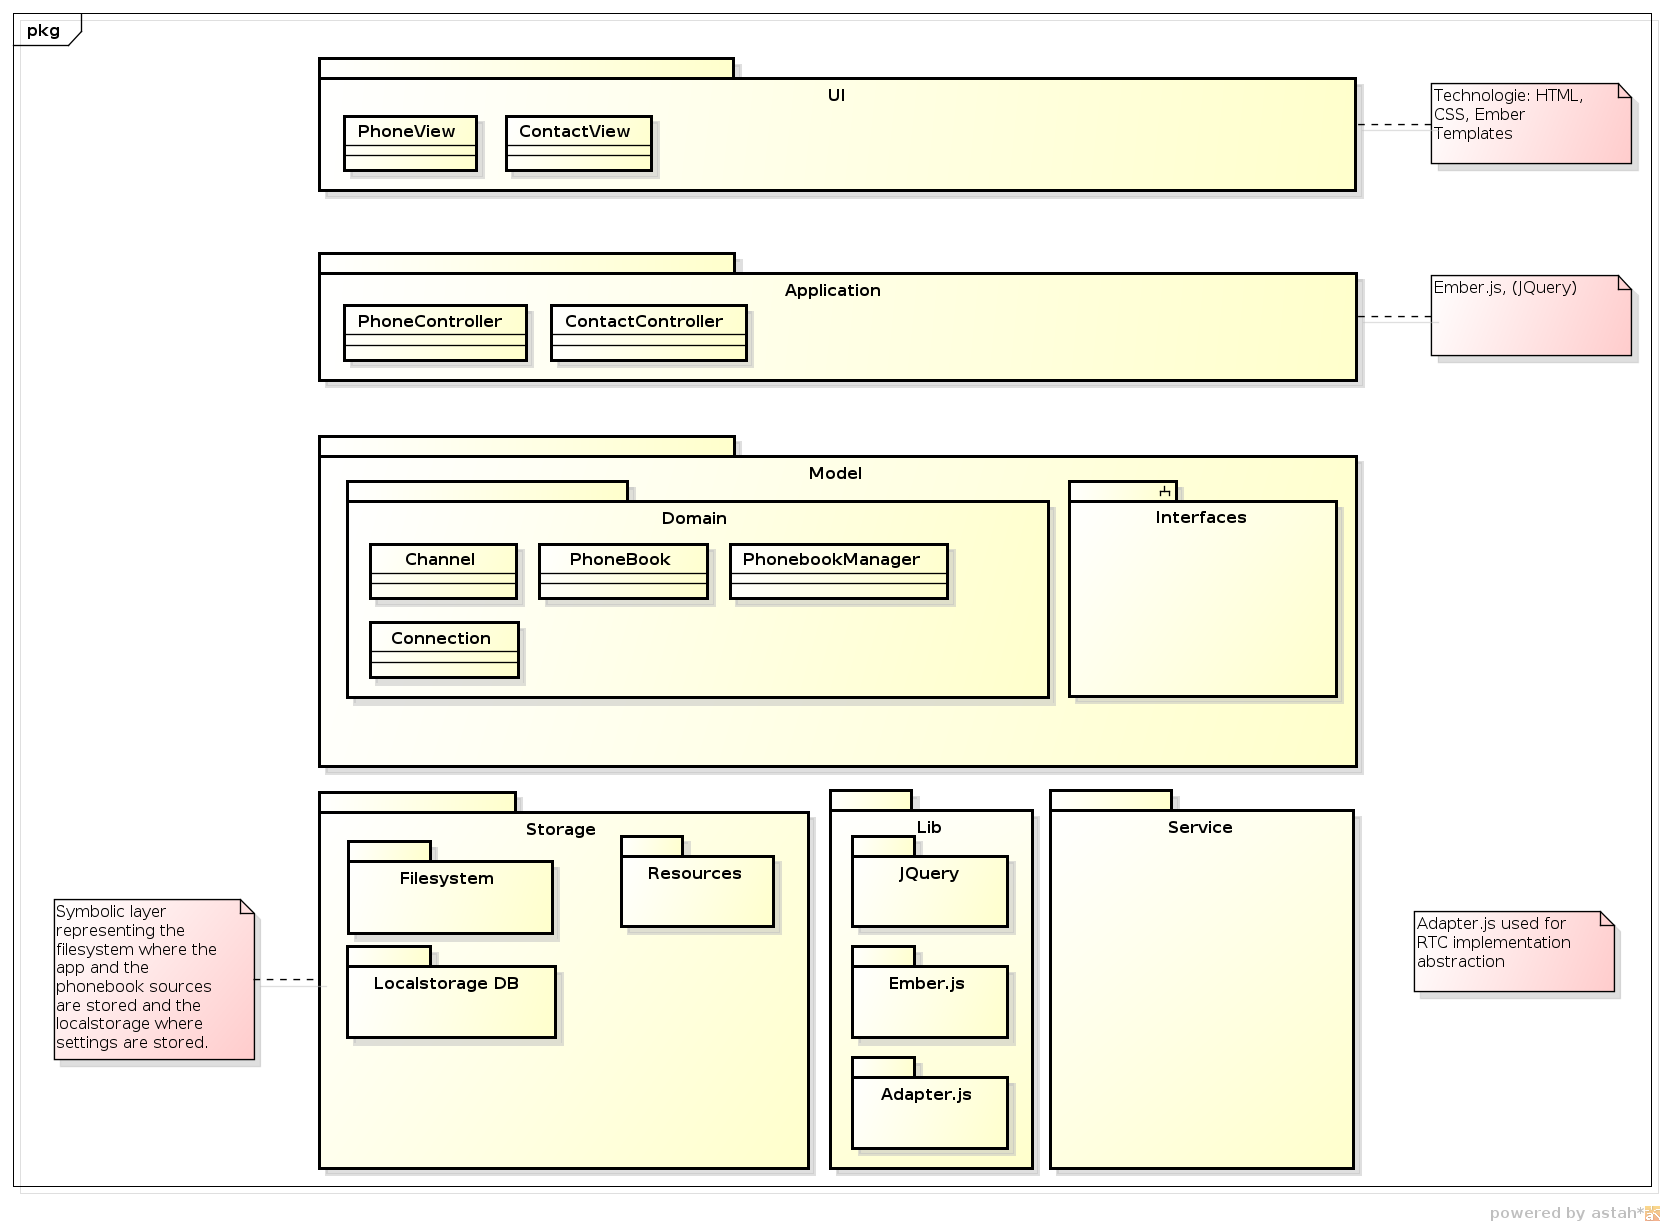 pkg
UI
PhoneView
ContactView
Technologie: HTML,
CSS, Ember
Templates
Application
PhoneController
ContactController
Ember.js, (JQuery)
Model
Domain
Channel
PhoneBook
PhonebookManager
Connection
Interfaces
Storage
Filesystem
Resources
Localstorage DB
Lib
JQuery
Ember.js
Adapter.js
Service
Symbolic layer
representing the
filesystem where the
app and the
phonebook sources
are stored and the
localstorage where
settings are stored.
Adapter.js used for
RTC implementation
abstraction
powered by astah*